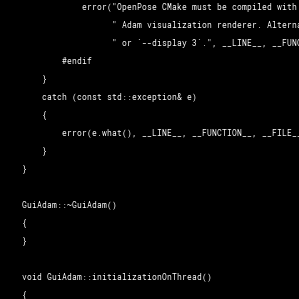 error("OpenPose CMake must be compiled with
" Adam visualization renderer. Alterna
" or `--display 3`.", __LINE__, __FUNC
#endif
}
catch (const std::exception& e)
{
error(e.what(), __LINE__, __FUNCTION__, __FILE__
}
}
GuiAdam::~GuiAdam()
{
}
void GuiAdam::initializationOnThread()
{